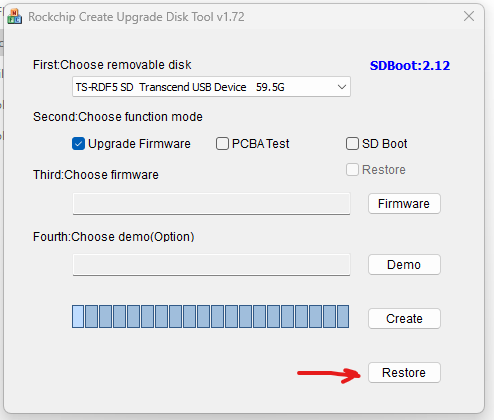 Rockchip Create Upgrade Disk Tool v1.72
First:Choose removable disk
SDBoot:2.12
TS-RDF5 SD Transcend USB Device 59.5G
Second:Choose function mode
Upgrade Firmware
PCBA Test
SD Boot
Restore
Third:Choose firmware
Firmware
Fourth:Choose demo(Option)
Demo
Create
Restore